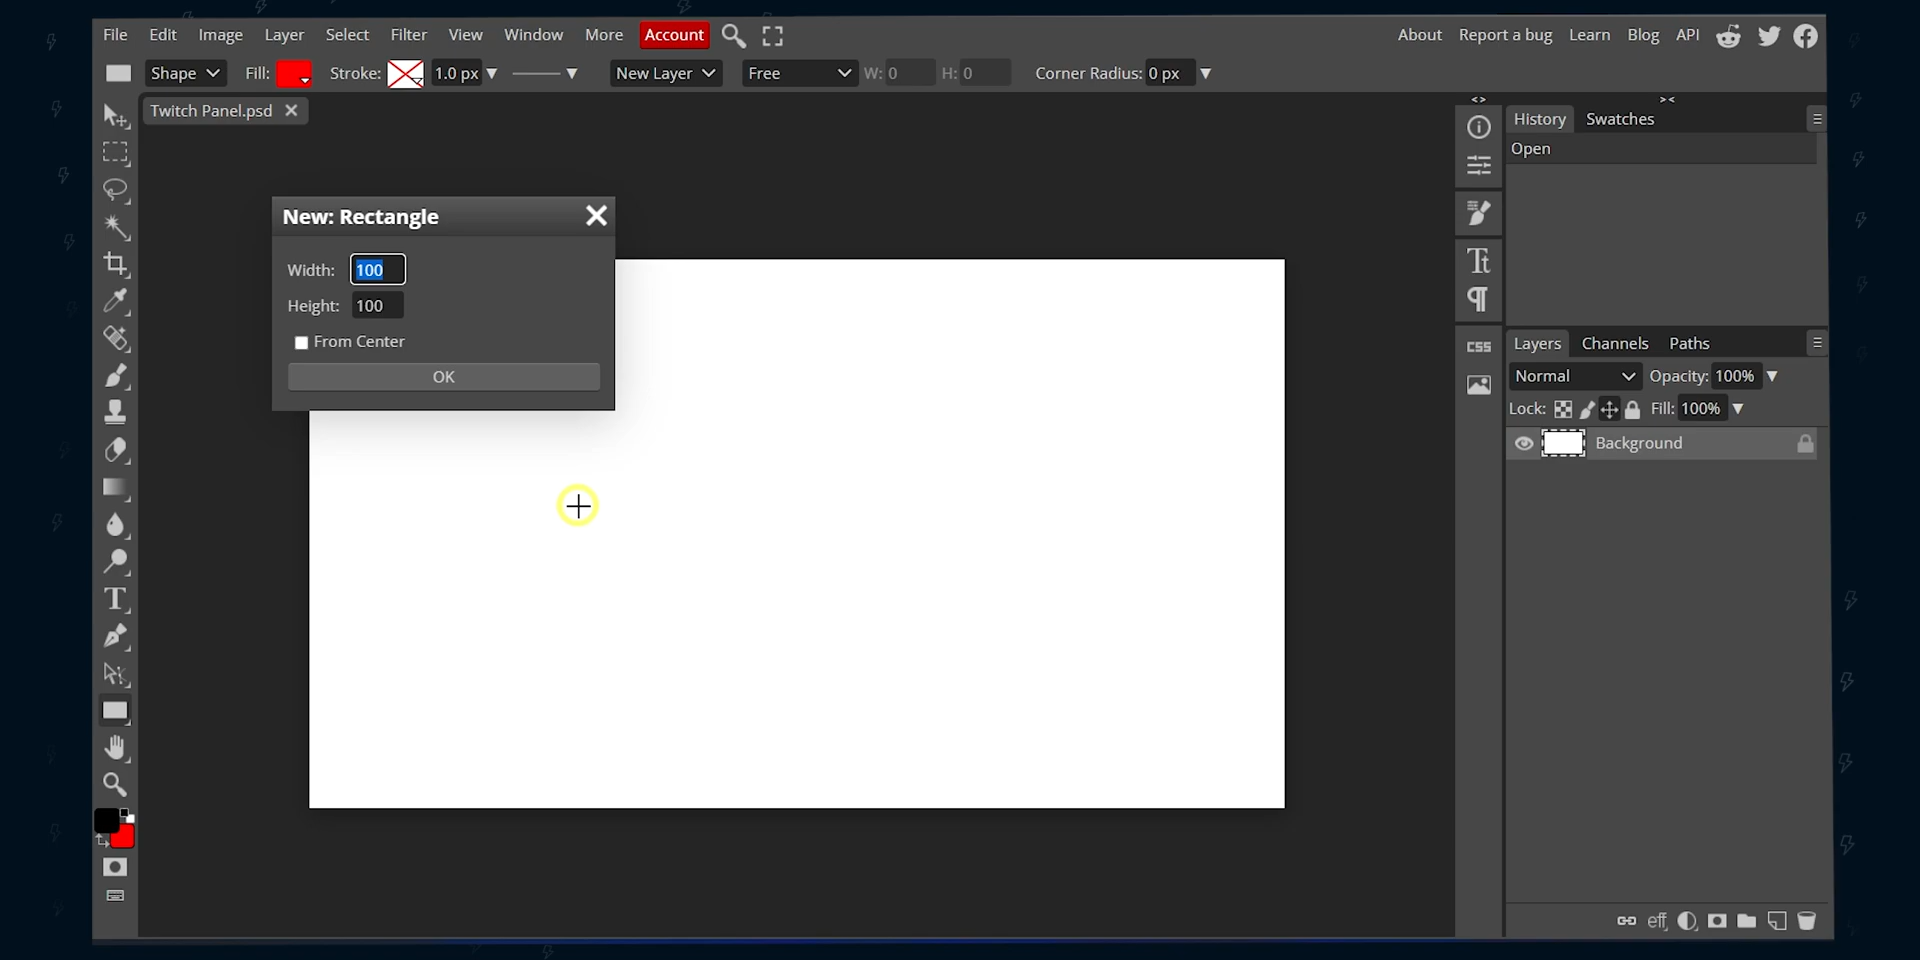 File Edit Image Layer Select Filter View Window More Account About Report a bug Learn Blog API
Shape Fill: Stroke: 1.0 px New Layer Free W: 0 H: 0 Corner Radius: 0 px
Twitch Panel.psd
History Swatches
Open
New: Rectangle
Width: 100
Height: 100
From Center
OK
CSS
Layers Channels Paths
Normal Opacity: 100%
Lock: Fill: 100%
Background
eff